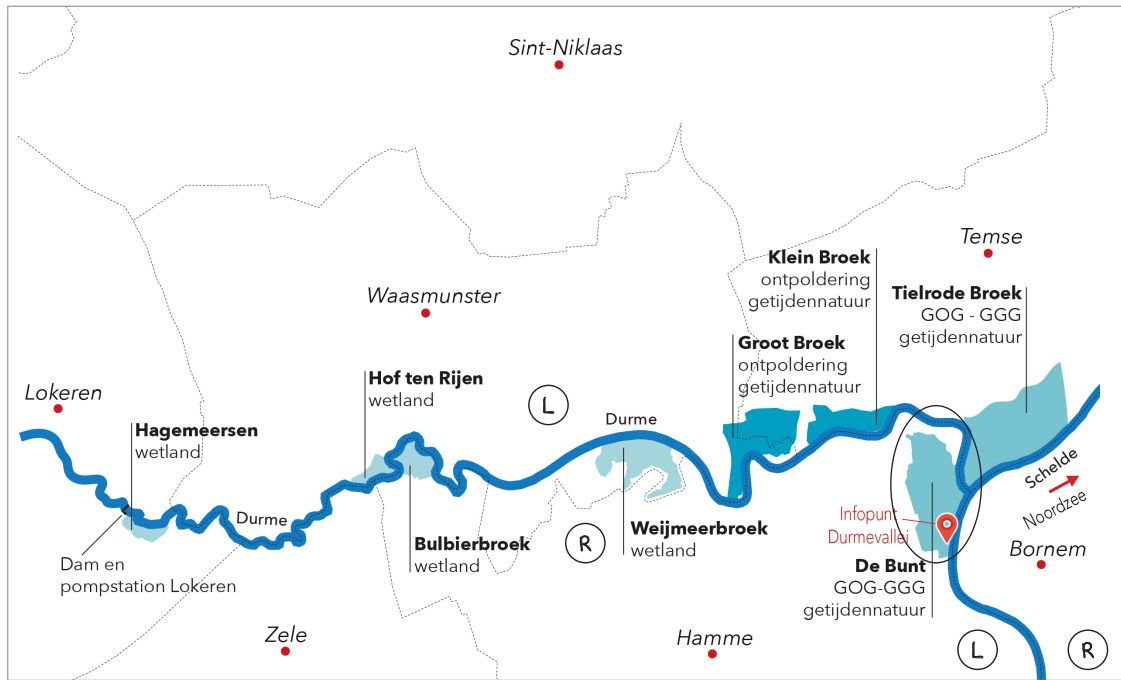 Sint-Niklaas
Temse
Klein Broek
ontpoldering
getijdennatuur
Tielrode Broek
GOG - GGG
getijdennatuur
Waasmunster
Groot Broek
ontpoldering
getijdennatuur
Hof ten Rijen
wetland
Lokeren
L
Durme
Hagemeersen
wetland
Schelde
Noordzee
Durme
Infopunt
Durmevallei
Weijmeerbroek
wetland
R
Bulbierbroek
wetland
Bornem
De Bunt
GOG-GGG
getijdennatuur
Dam en
pompstation Lokeren
Zele
Hamme
L
R